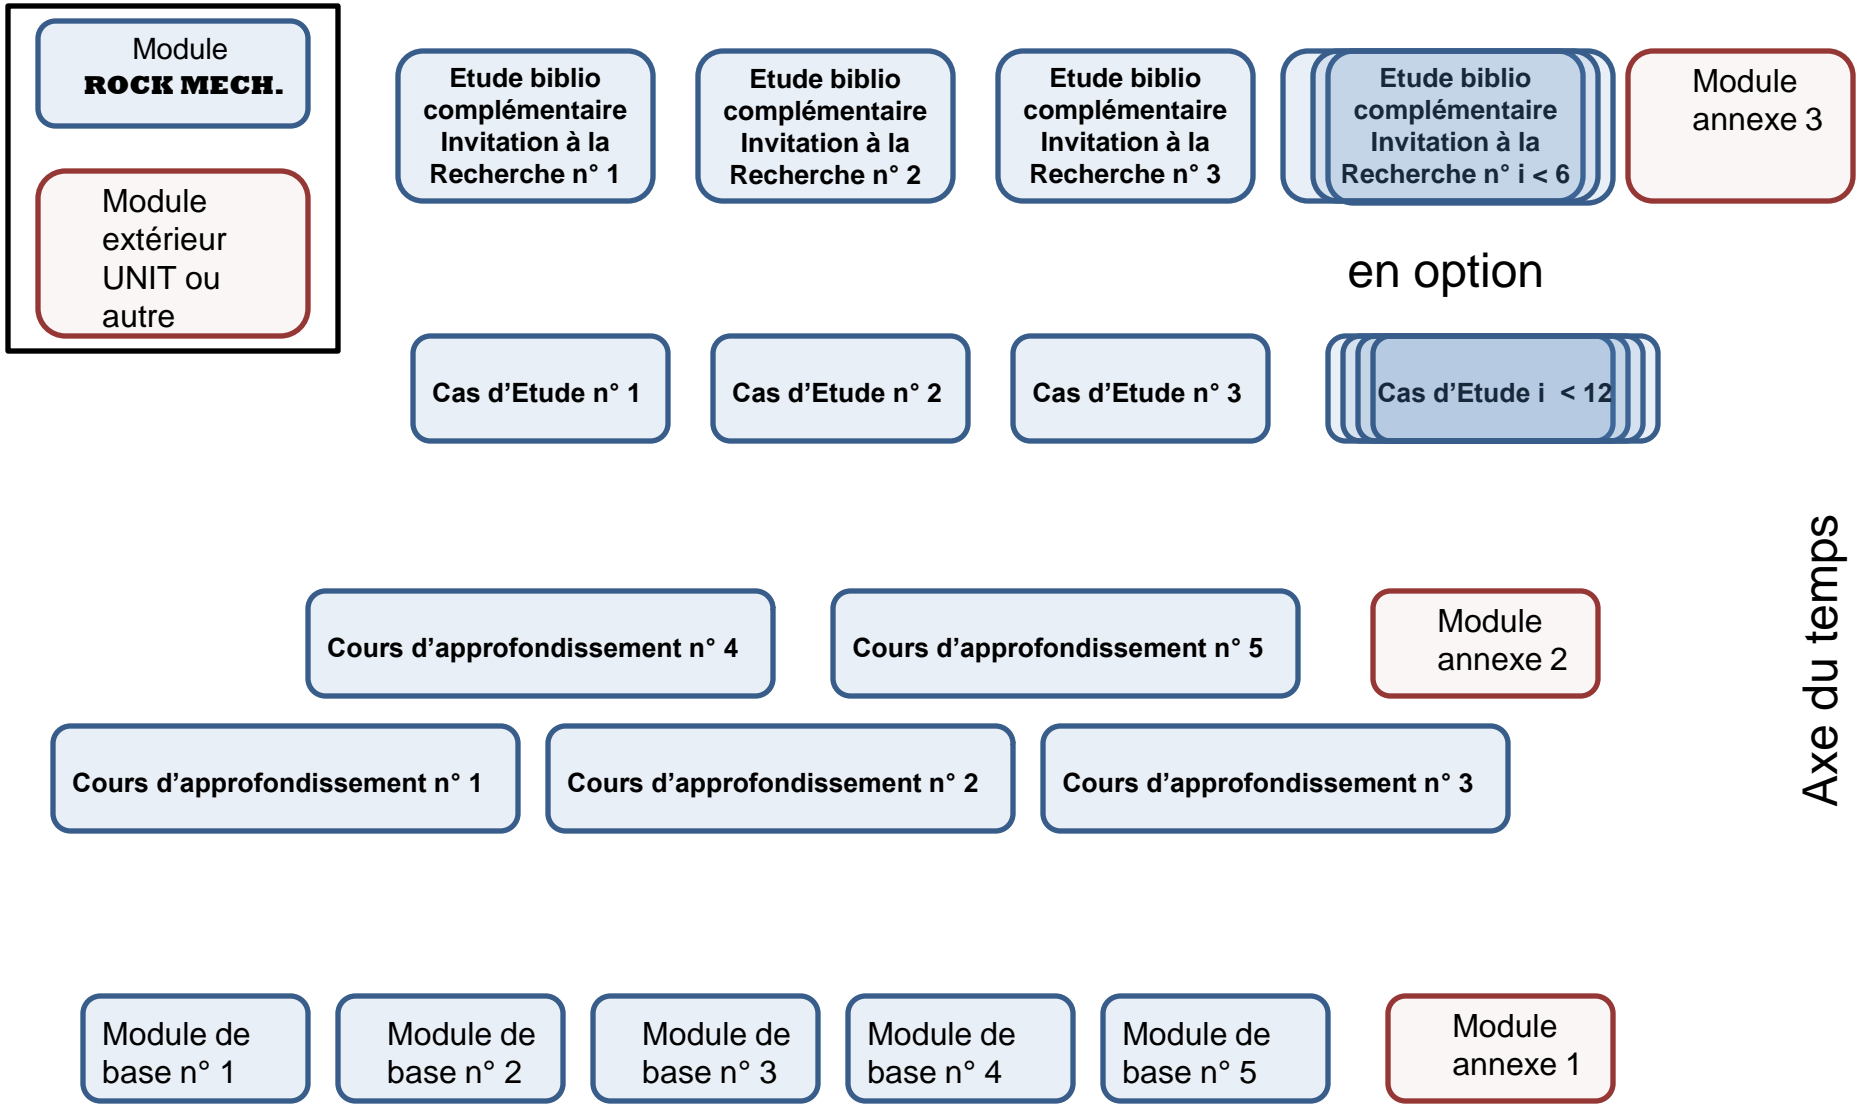 Module
ROCK MECH.
Module
extérieur
UNIT ou
autre
Etude biblio
complémentaire
Invitation à la
Recherche n° 1
Etude biblio
complémentaire
Invitation à la
Recherche n° 2
Etude biblio
complémentaire
Invitation à la
Recherche n° 3
Etude biblio
complémentaire
Invitation à la
Recherche n° i < 6
Module
annexe 3
en option
Cas d’Etude n° 1
Cas d’Etude n° 2
Cas d’Etude n° 3
Cas d’Etude i < 12
Axe du temps
Cours d’approfondissement n° 4
Cours d’approfondissement n° 5
Module
annexe 2
Cours d’approfondissement n° 1
Cours d’approfondissement n° 2
Cours d’approfondissement n° 3
Module de
base n° 1
Module de
base n° 2
Module de
base n° 3
Module de
base n° 4
Module de
base n° 5
Module
annexe 1